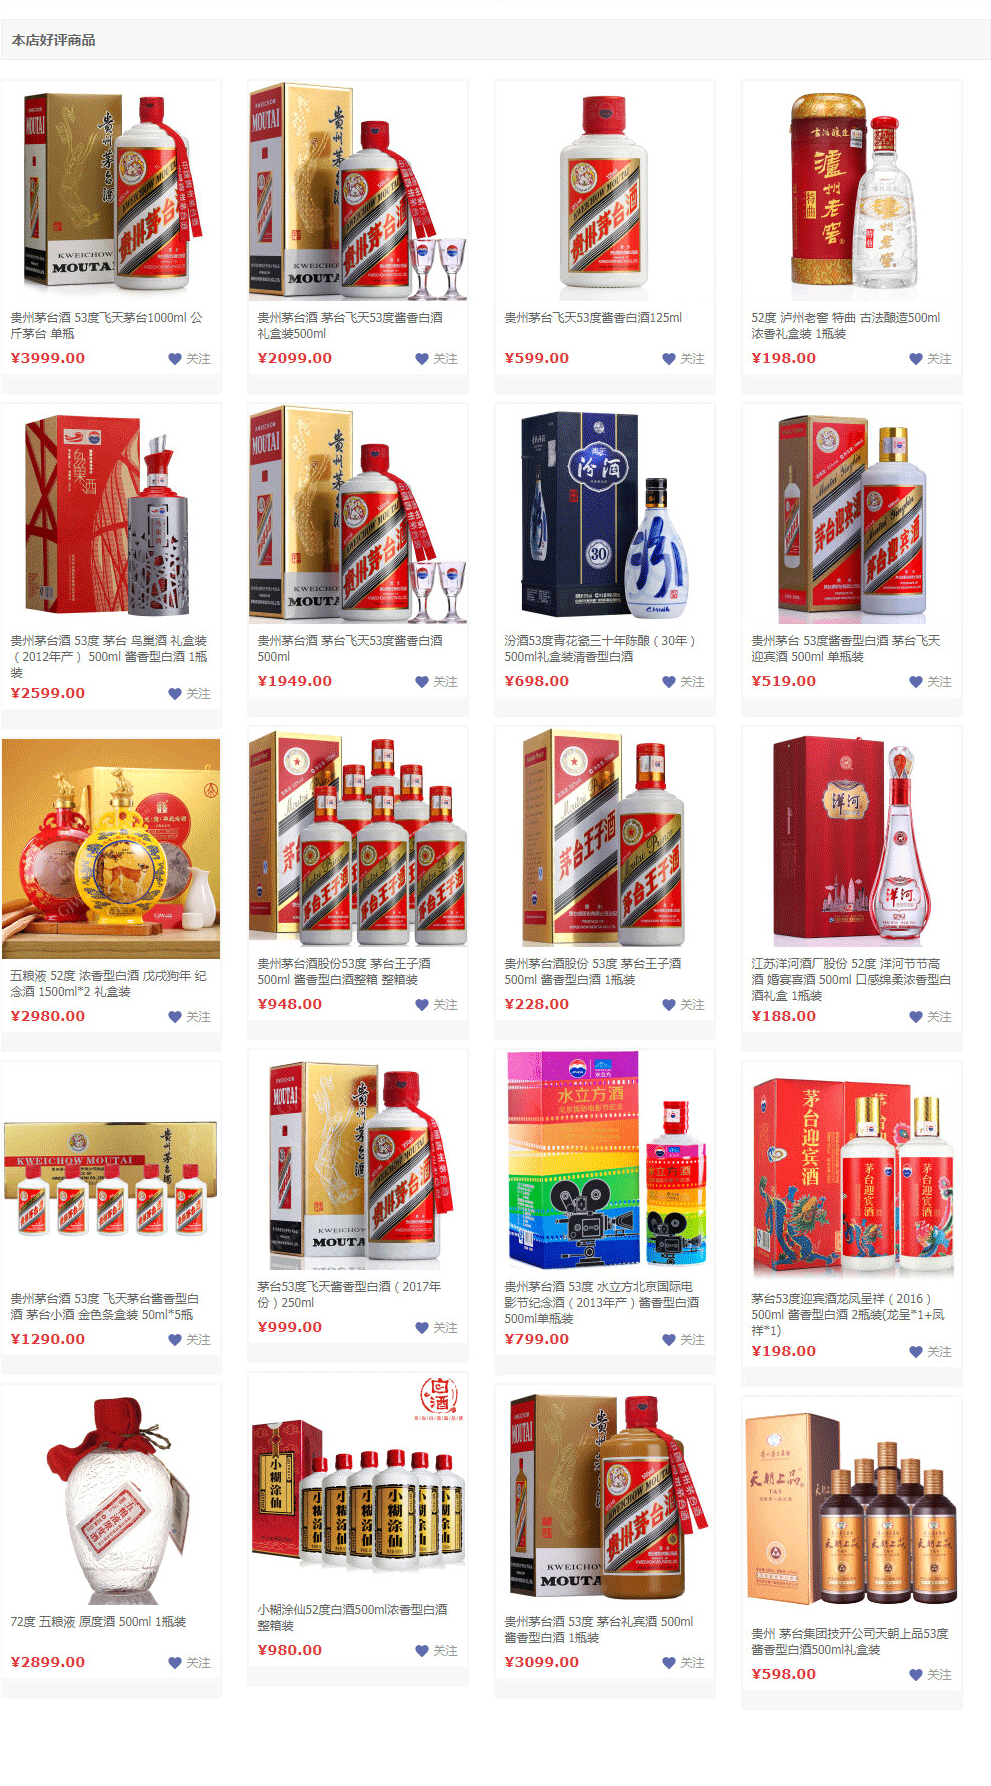 本店好评商品
贵州茅台酒 53度飞天茅台1000ml 公
斤茅台 单瓶
¥3999.00
关注
贵州茅台酒 茅台飞天53度酱香白酒
礼盒装500ml
¥2099.00
关注
贵州茅台飞天53度酱香白酒125ml
¥599.00
关注
52度 泸州老窖 特曲 古法酿造500ml
浓香礼盒装 1瓶装
¥198.00
关注
贵州茅台酒 53度 茅台 鸟巢酒 礼盒装
（2012年产） 500ml 酱香型白酒 1瓶
装
¥2599.00
关注
贵州茅台酒 茅台飞天53度酱香白酒
500ml
¥1949.00
关注
汾酒53度青花瓷三十年陈酿（30年）
500ml礼盒装清香型白酒
¥698.00
关注
贵州茅台 53度酱香型白酒 茅台飞天
迎宾酒 500ml 单瓶装
¥519.00
关注
五粮液 52度 浓香型白酒 戊戌狗年 纪
念酒 1500ml*2 礼盒装
¥2980.00
关注
贵州茅台酒股份53度 茅台王子酒
500ml 酱香型白酒整箱 整箱装
¥948.00
关注
贵州茅台酒股份 53度 茅台王子酒
500ml 酱香型白酒 1瓶装
¥228.00
关注
江苏洋河酒厂股份 52度 洋河节节高
酒 婚宴喜酒 500ml 口感绵柔浓香型白
酒礼盒 1瓶装
¥188.00
关注
贵州茅台酒 53度 飞天茅台酱香型白
酒 茅台小酒 金色条盒装 50ml*5瓶
¥1290.00
关注
茅台53度飞天酱香型白酒（2017年
份）250ml
¥999.00
关注
贵州茅台酒 53度 水立方北京国际电
影节纪念酒（2013年产）酱香型白酒
500ml单瓶装
¥799.00
关注
茅台53度迎宾酒龙凤呈祥（2016）
500ml 酱香型白酒 2瓶装(龙呈*1+凤
祥*1)
¥198.00
关注
72度 五粮液 原度酒 500ml 1瓶装
¥2899.00
关注
小糊涂仙52度白酒500ml浓香型白酒
整箱装
¥980.00
关注
贵州茅台酒 53度 茅台礼宾酒 500ml
酱香型白酒 1瓶装
¥3099.00
关注
贵州 茅台集团技开公司天朝上品53度
酱香型白酒500ml礼盒装
¥598.00
关注